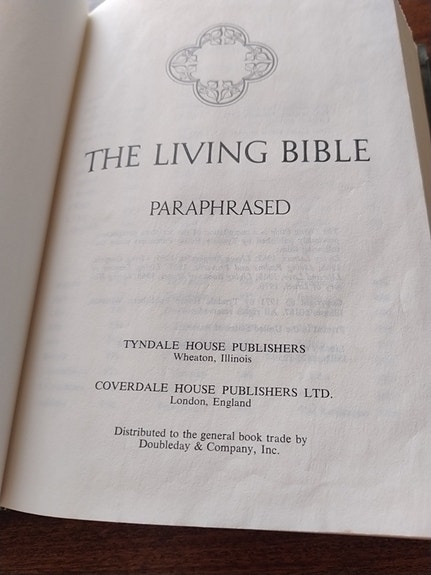 THE LIVING BIBLE
PARAPHRASED
TYNDALE HOUSE PUBLISHERS
Wheaton, Illinois
COVERDALE HOUSE PUBLISHERS LTD.
London, England
Distributed to the general book trade by
Doubleday & Company, Inc.